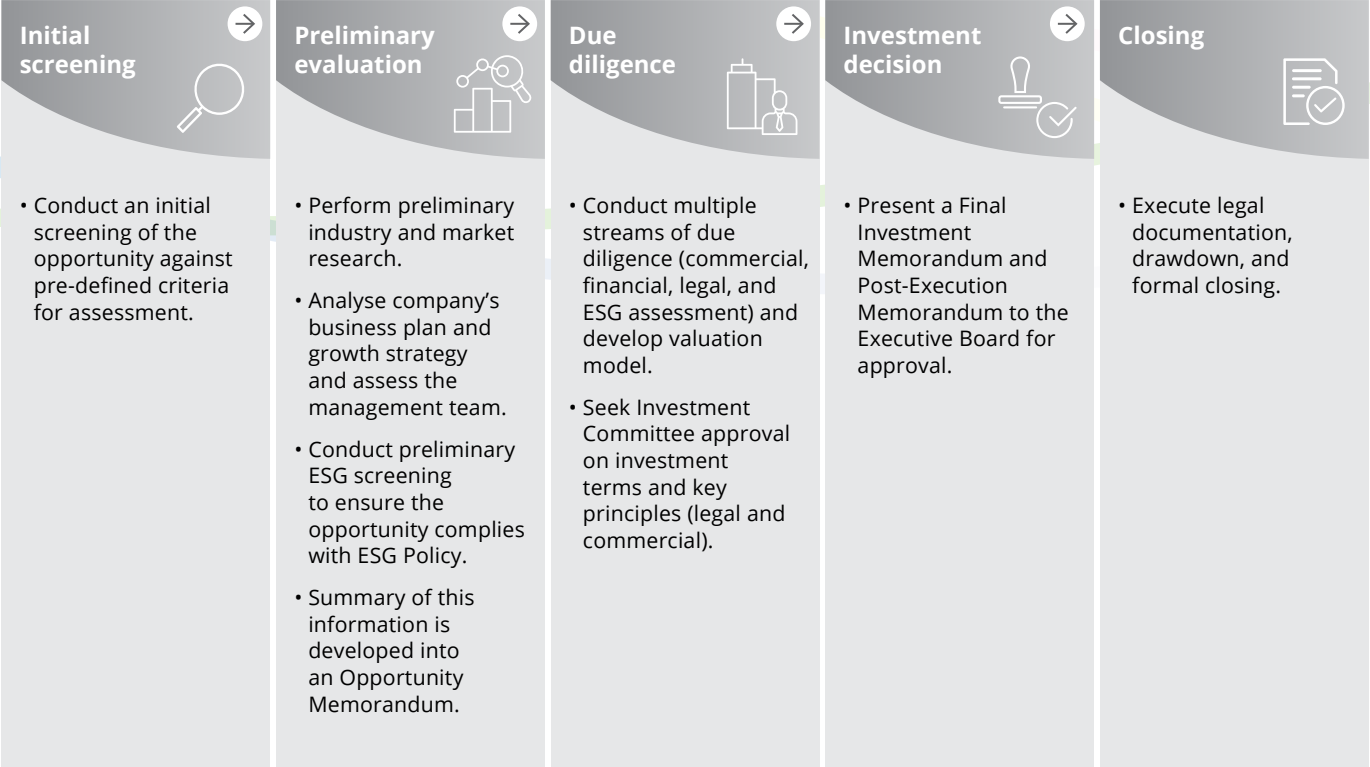 Initial
screening
• Conduct an initial
screening of the
opportunity against
pre-defined criteria
for assessment.
Preliminary
evaluation
• Perform preliminary
industry and market
research.
• Analyse company’s
business plan and
growth strategy
and assess the
management team.
• Conduct preliminary
ESG screening
to ensure the
opportunity complies
with ESG Policy.
• Summary of this
information is
developed into
an Opportunity
Memorandum.
Due
diligence
• Conduct multiple
streams of due
diligence (commercial,
financial, legal, and
ESG assessment) and
develop valuation
model.
• Seek Investment
Committee approval
on investment
terms and key
principles (legal and
commercial).
Investment
decision
• Present a Final
Investment
Memorandum and
Post-Execution
Memorandum to the
Executive Board for
approval.
Closing
• Execute legal
documentation,
drawdown, and
formal closing.